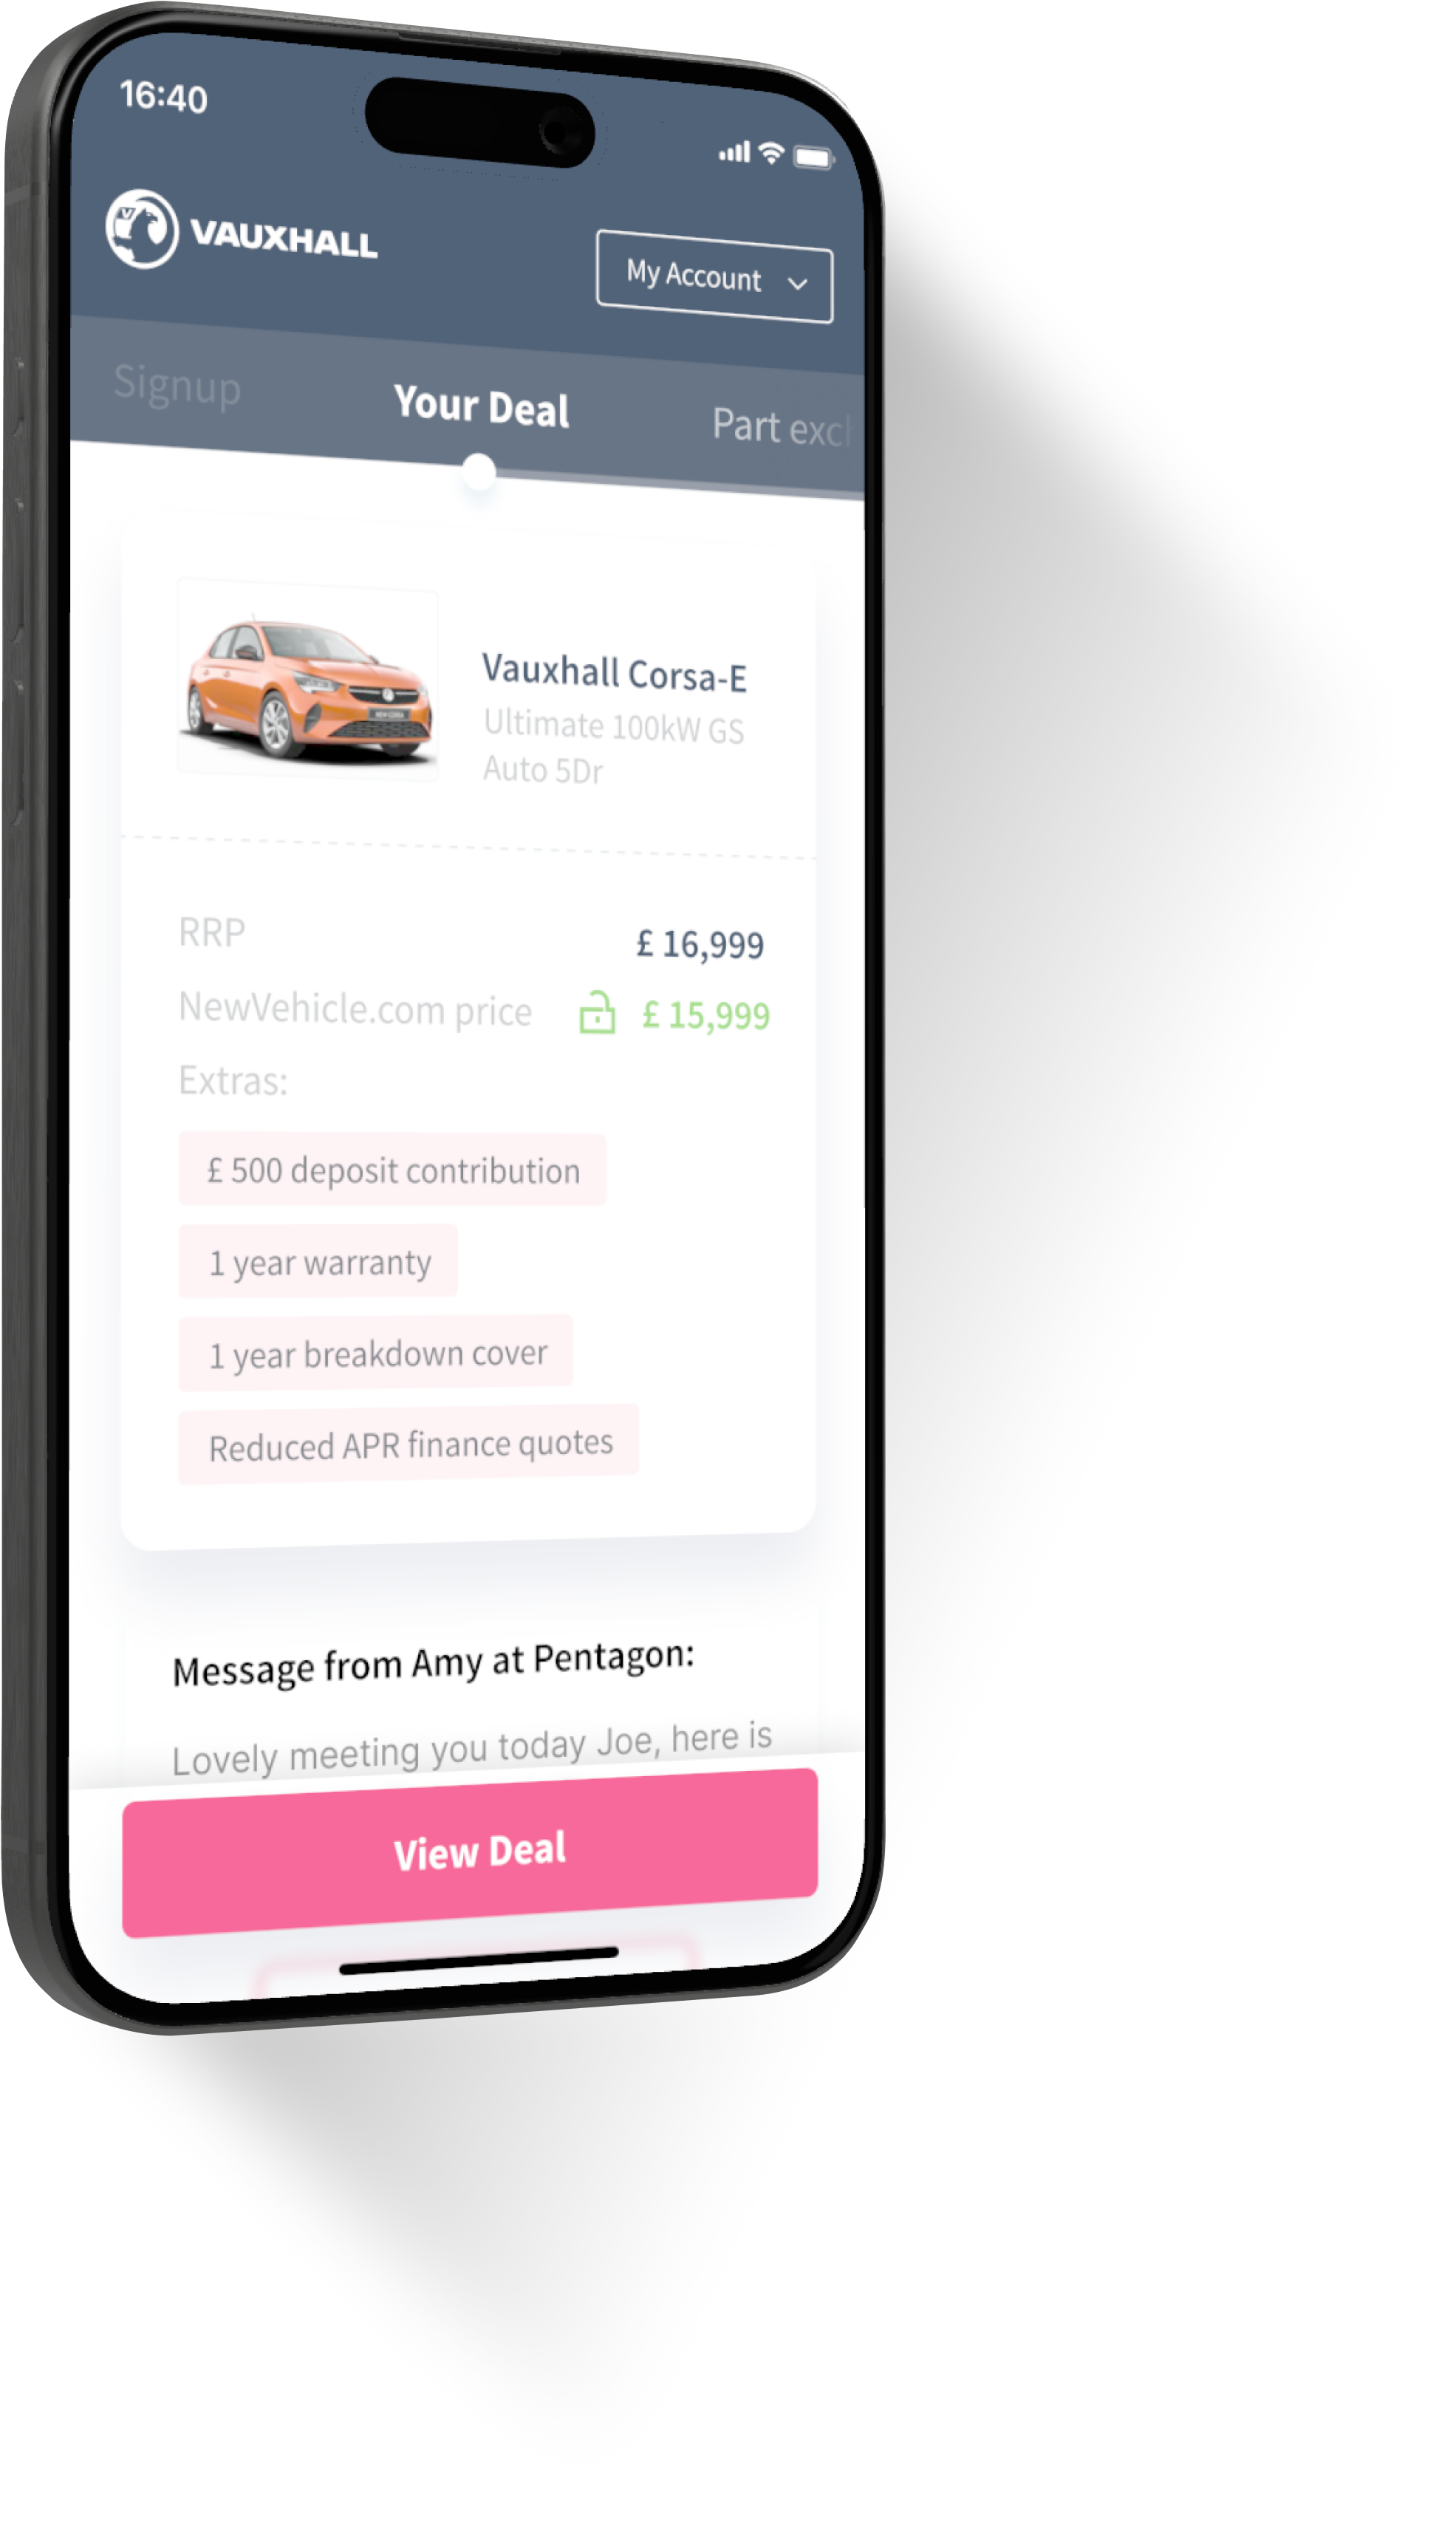 16:40
VAUXHALL
My Account
Signup
Your Deal
Part exch
Vauxhall Corsa-E
Ultimate 100kW GS
Auto 5Dr
RRP
£ 16,999
NewVehicle.com price
£ 15,999
Extras:
£ 500 deposit contribution
1 year warranty
1 year breakdown cover
Reduced APR finance quotes
Message from Amy at Pentagon:
Lovely meeting you today Joe, here is
View Deal